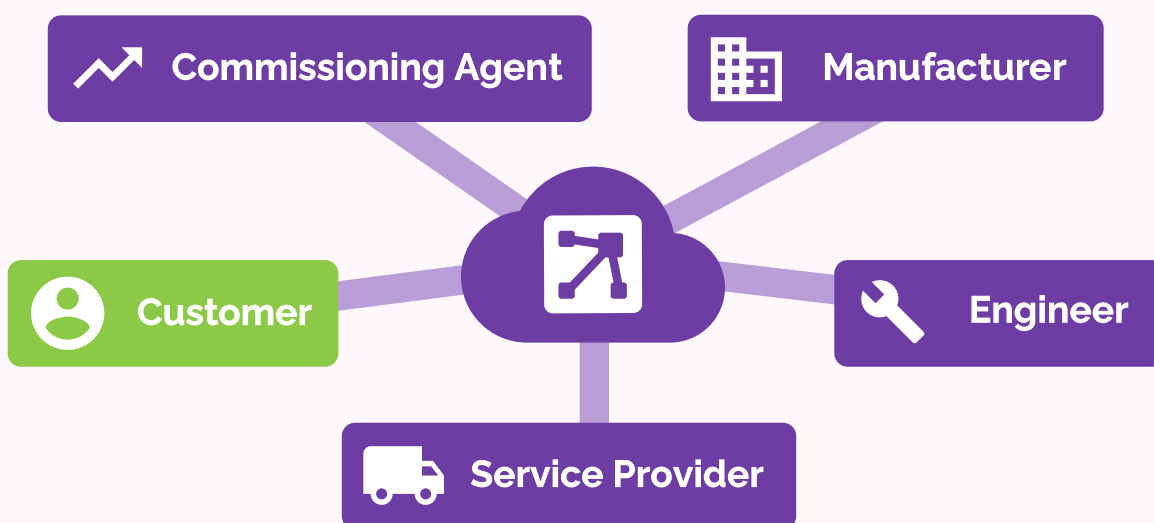 Commissioning Agent
Manufacturer
Customer
Engineer
Service Provider